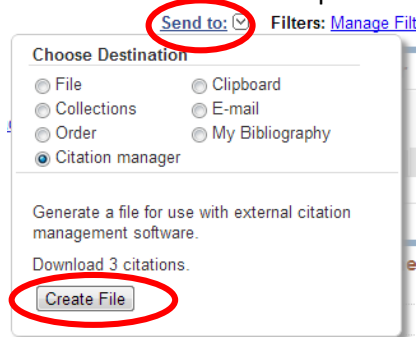 Send to: Filters: Manage Filt
Choose Destination
File Clipboard
Collections E-mail
Order My Bibliography
Citation manager
Generate a file for use with external citation
management software.
Download 3 citations.
Create File